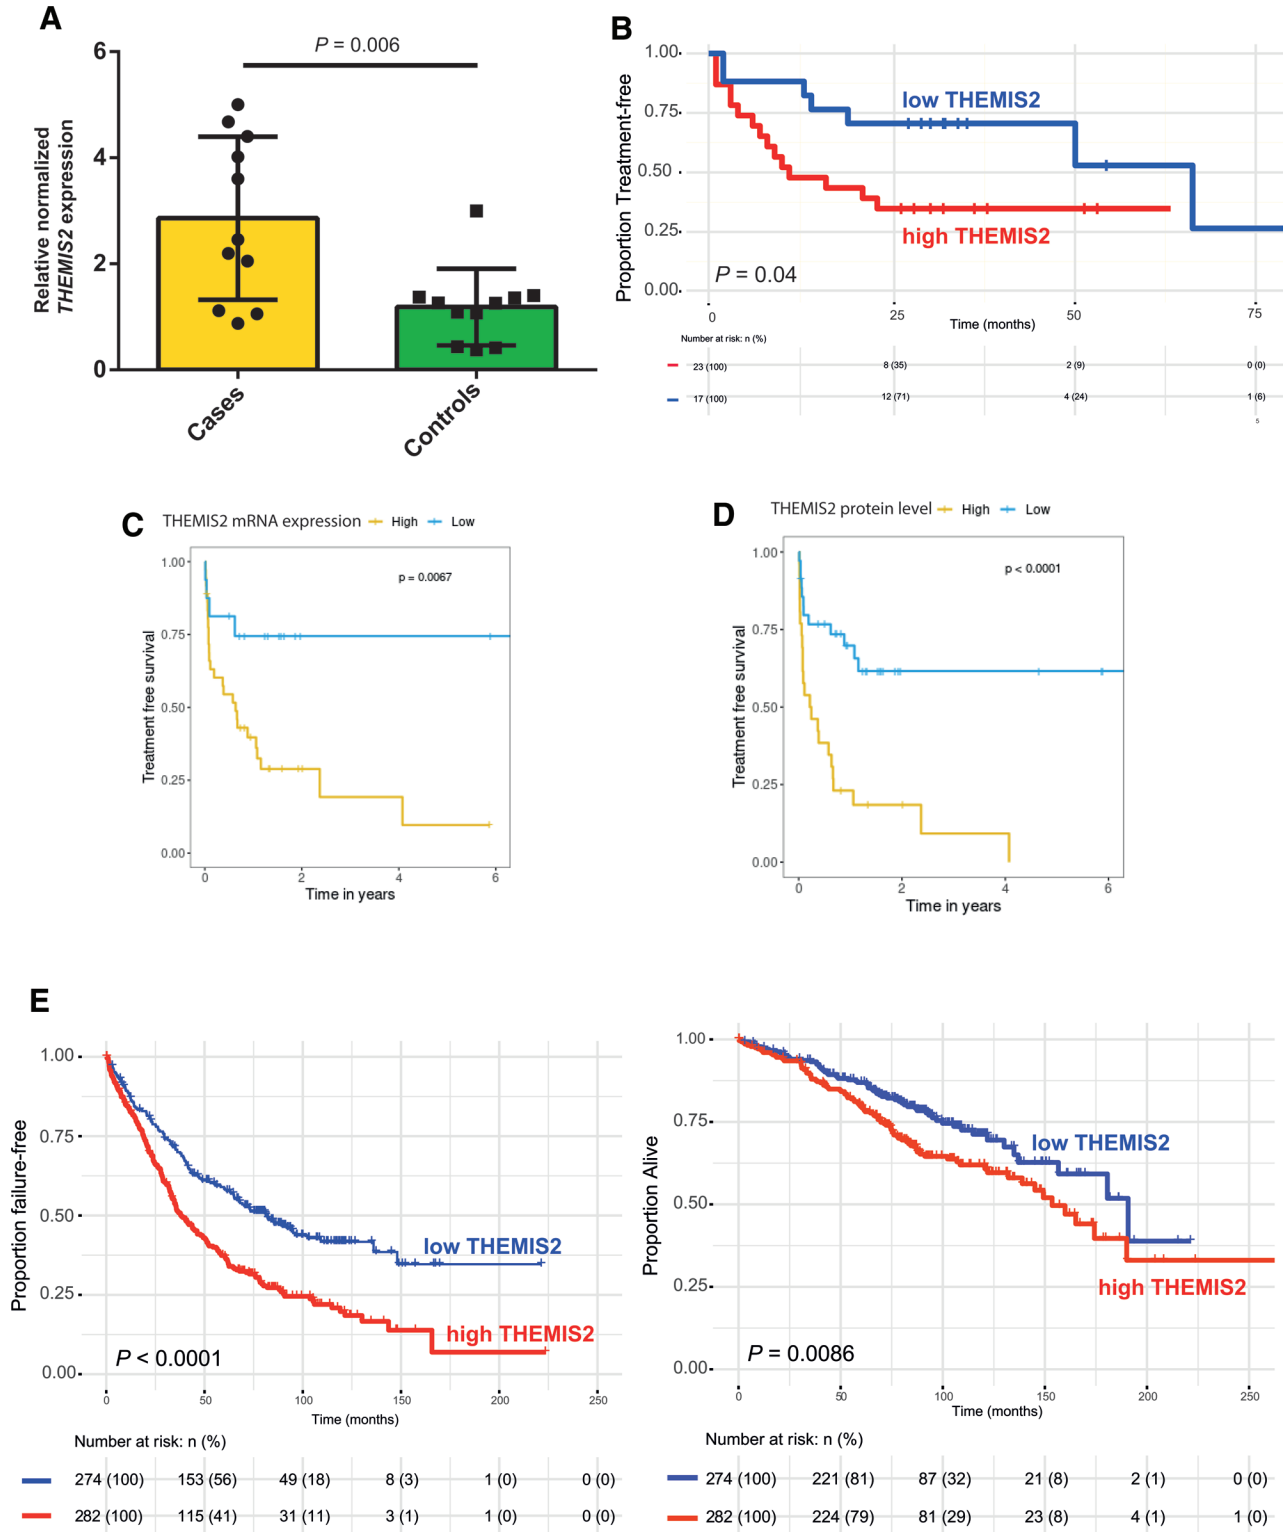 A
P = 0.006
Relative normalized
THEMIS2 expression
6
4
2
0
Cases
Controls
B
Proportion Treatment-free
1.00
0.75
0.50
0.25
0.00
low THEMIS2
high THEMIS2
P = 0.04
0 25 50 75
Time (months)
Number at risk: n (%)
23 (100) 8 (35) 2 (9) 0 (0)
17 (100) 12 (71) 4 (24) 1 (6)
5
C
THEMIS2 mRNA expression High Low
Treatment free survival
1.00
0.75
0.50
0.25
0.00
p = 0.0067
0 2 4 6
Time in years
D
THEMIS2 protein level High Low
Treatment free survival
1.00
0.75
0.50
0.25
0.00
p < 0.0001
0 2 4 6
Time in years
E
Proportion failure-free
1.00
0.75
0.50
0.25
0.00
low THEMIS2
high THEMIS2
P < 0.0001
0 50 100 150 200 250
Time (months)
Number at risk: n (%)
274 (100) 153 (56) 49 (18) 8 (3) 1 (0) 0 (0)
282 (100) 115 (41) 31 (11) 3 (1) 1 (0) 0 (0)
Proportion Alive
1.00
0.75
0.50
0.25
0.00
low THEMIS2
high THEMIS2
P = 0.0086
0 50 100 150 200 250
Time (months)
Number at risk: n (%)
274 (100) 221 (81) 87 (32) 21 (8) 2 (1) 0 (0)
282 (100) 224 (79) 81 (29) 23 (8) 4 (1) 1 (0)